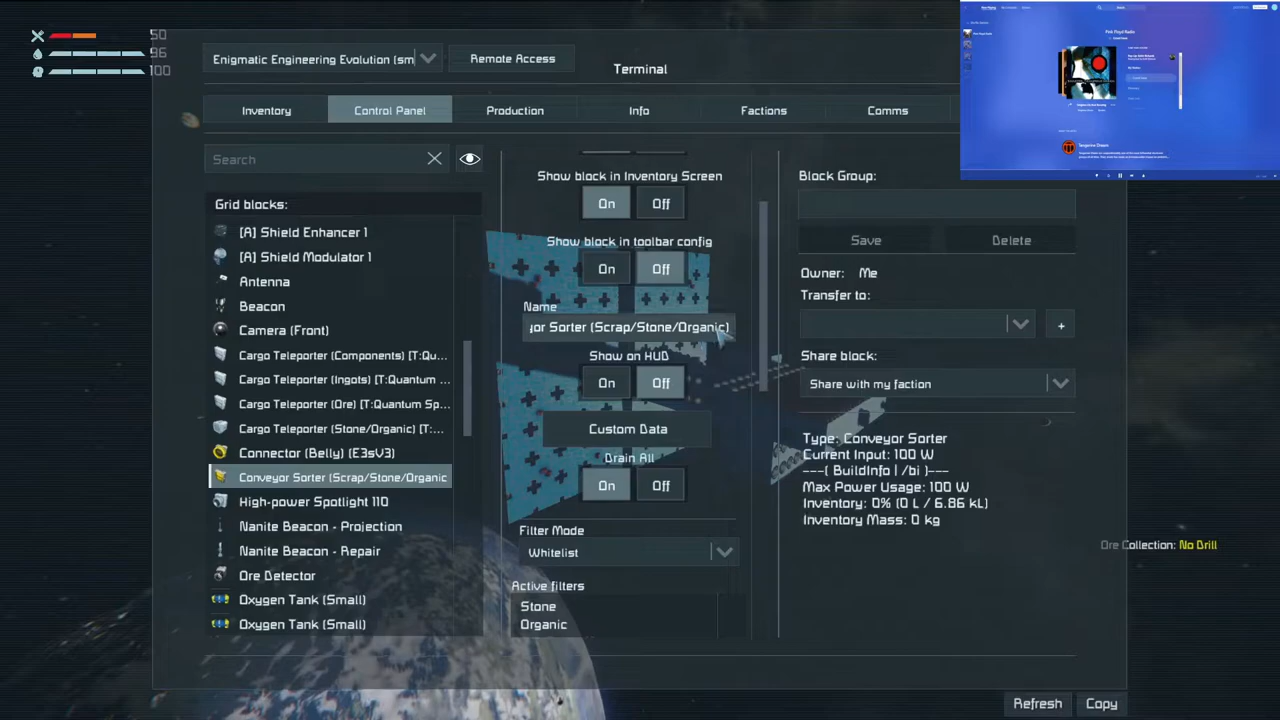 50
96
100
Enigmatic Engineering Evolution (sm
Remote Access
Terminal
Inventory
Control Panel
Production
Info
Factions
Comms
Search
Grid blocks:
[A] Shield Enhancer 1
[A] Shield Modulator 1
Antenna
Beacon
Camera (Front)
Cargo Teleporter (Components) [T:Qu...
Cargo Teleporter (Ingots) [T:Quantum ...
Cargo Teleporter (Ore) [T:Quantum Sp...
Cargo Teleporter (Stone/Organic) [T:...
Connector (Belly) (E3sV3)
Conveyor Sorter (Scrap/Stone/Organic
High-power Spotlight 110
Nanite Beacon - Projection
Nanite Beacon - Repair
Ore Detector
Oxygen Tank (Small)
Oxygen Tank (Small)
Show block in Inventory Screen
On Off
Show block in toolbar config
On Off
Name
yor Sorter (Scrap/Stone/Organic)
Show on HUD
On Off
Custom Data
Drain All
On Off
Filter Mode
Whitelist
Active filters
Stone
Organic
Block Group:
Save Delete
Owner: Me
Transfer to:
+
Share block:
Share with my faction
Type: Conveyor Sorter
Current Input: 100 W
---( BuildInfo | /bi )---
Max Power Usage: 100 W
Inventory: 0% (0 L / 6.86 kL)
Inventory Mass: 0 kg
Ore Collection: No Drill
Refresh
Copy
Pink Floyd Radio
Tangerine Dream